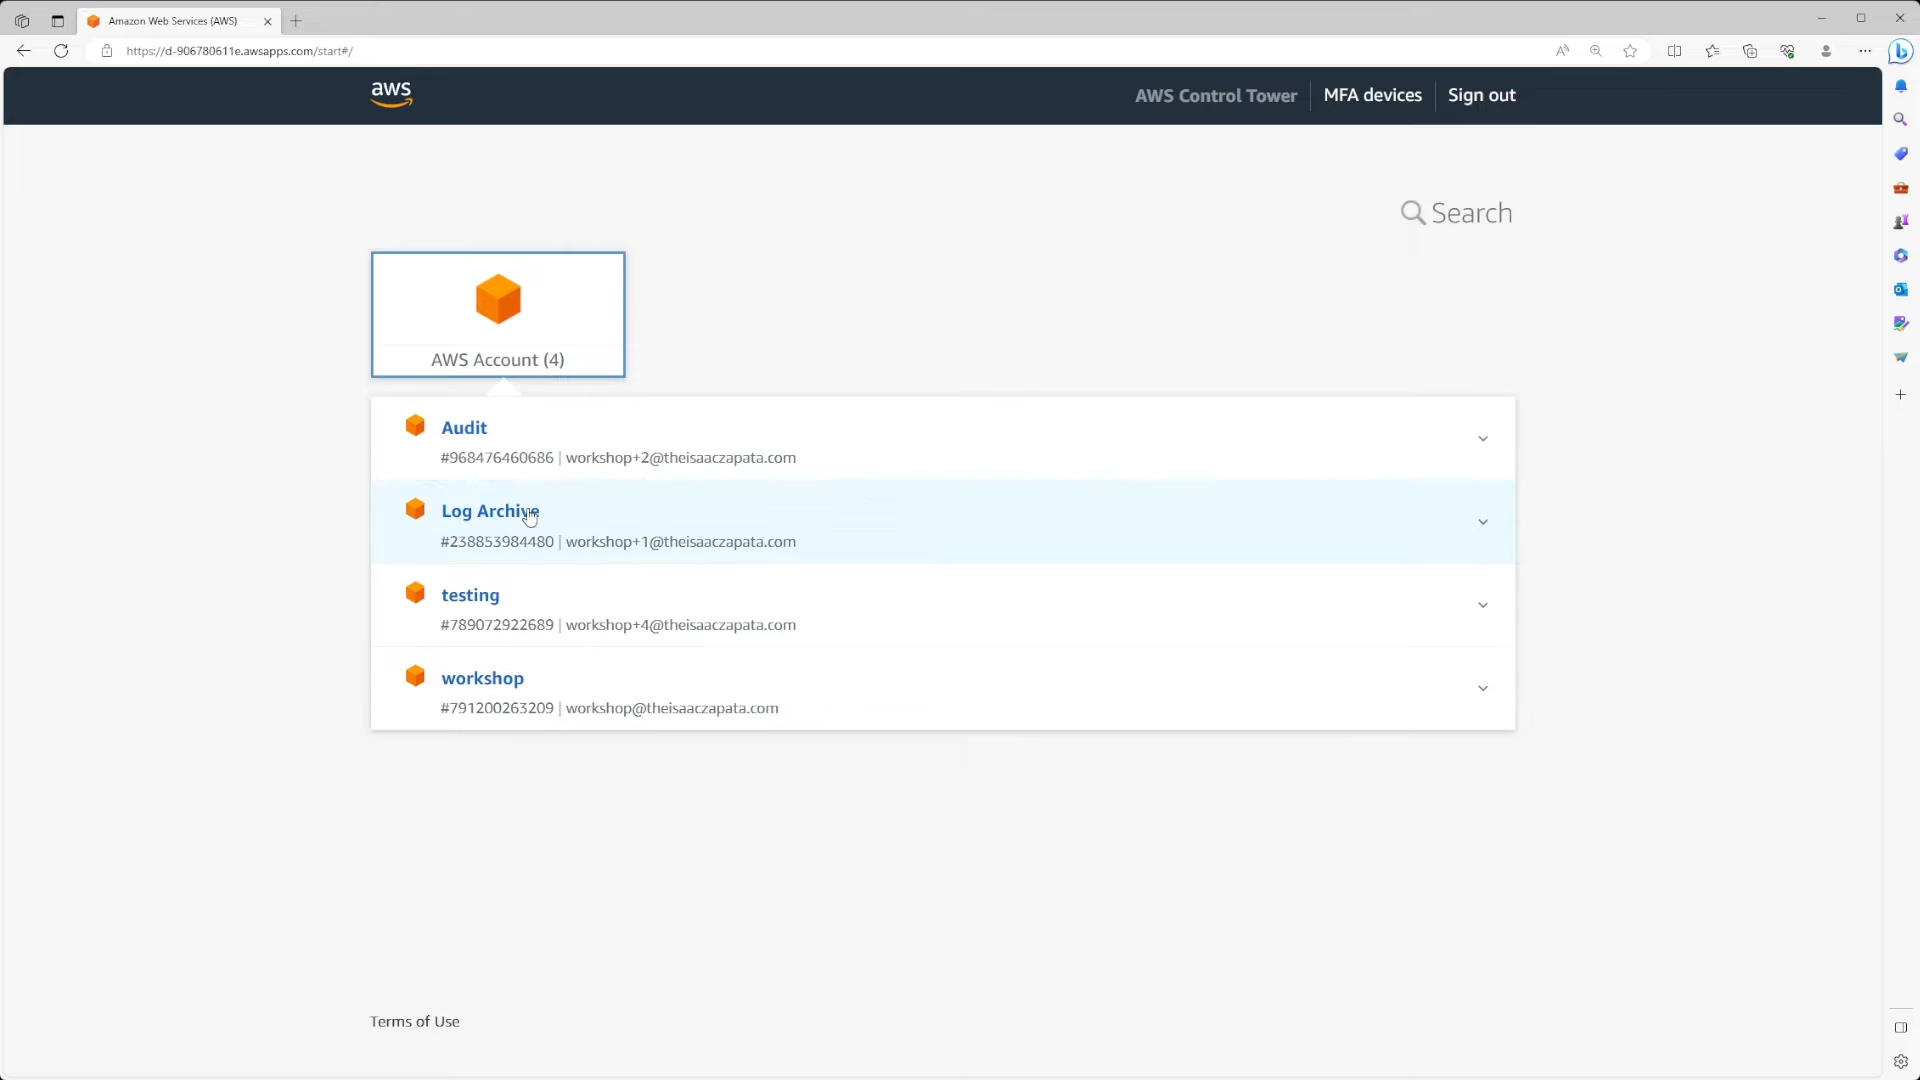 Amazon Web Services (AWS)
https://d-906780611e.awsapps.com/start#/
aws
AWS Control Tower
MFA devices
Sign out
Search
AWS Account (4)
Audit
#968476460686 | workshop+2@theisaaczapata.com
Log Archive
#238853984480 | workshop+1@theisaaczapata.com
testing
#789072922689 | workshop+4@theisaaczapata.com
workshop
#791200263209 | workshop@theisaaczapata.com
Terms of Use